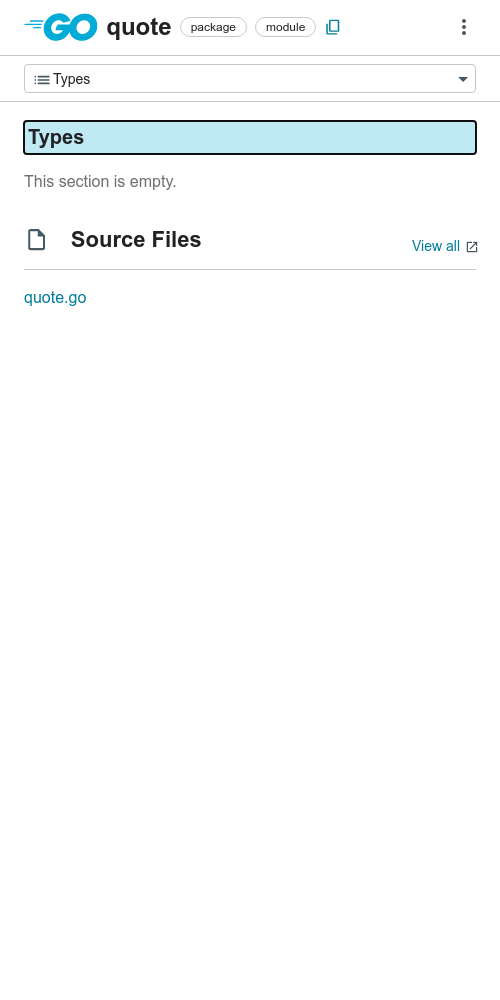 GO quote package module
Types
Types
This section is empty.
Source Files
View all
quote.go